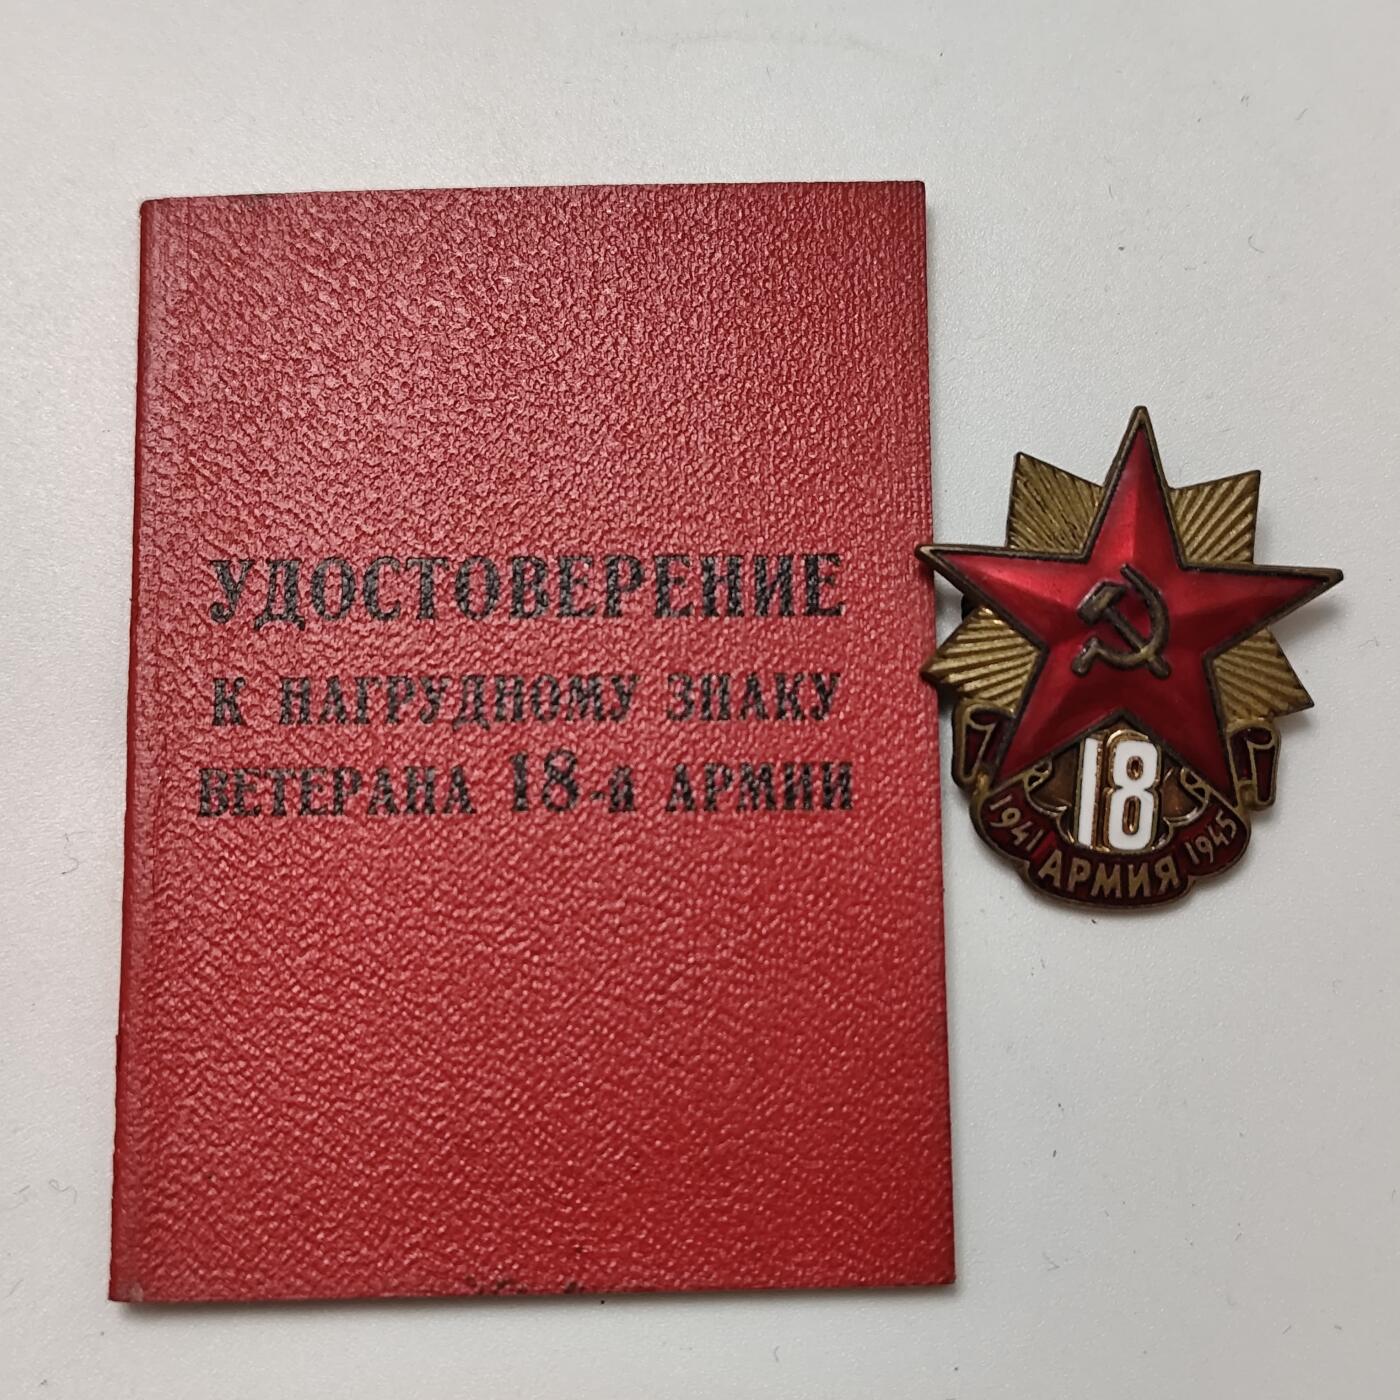 УДОСТОВЕРЕНИЕ
К НАГРУДНОМУ ЗНАКУ
ВЕТЕРАНА 18-й АРМИИ
18
1941 АРМИЯ 1945